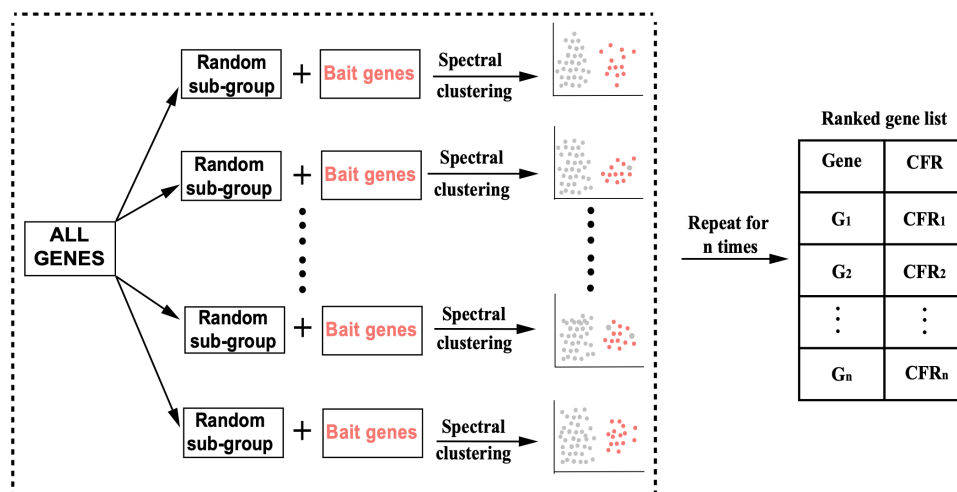 ALL
GENES
Random
sub-group
+
Bait genes
Spectral
clustering
Random
sub-group
+
Bait genes
Spectral
clustering
Random
sub-group
+
Bait genes
Spectral
clustering
Random
sub-group
+
Bait genes
Spectral
clustering
Repeat for
n times
Ranked gene list
Gene CFR
G1 CFR1
G2 CFR2
⋮ ⋮
Gn CFRn